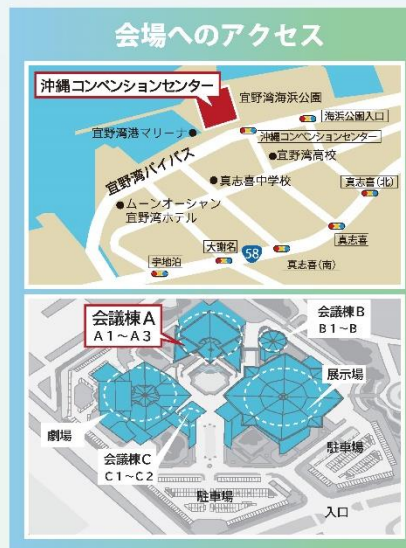 会場へのアクセス
沖縄コンベンションセンター
宜野湾海浜公園
海浜公園入口
宜野湾港マリーナ
沖縄コンベンションセンター
宜野湾高校
宜野湾バイパス
真志喜中学校
真志喜(北)
ムーンオーシャン
宜野湾ホテル
大謝名
58
真志喜
宇地泊
真志喜(南)
会議棟A
A1~A3
会議棟B
B1~B
展示場
劇場
会議棟C
C1~C2
駐車場
駐車場
入口